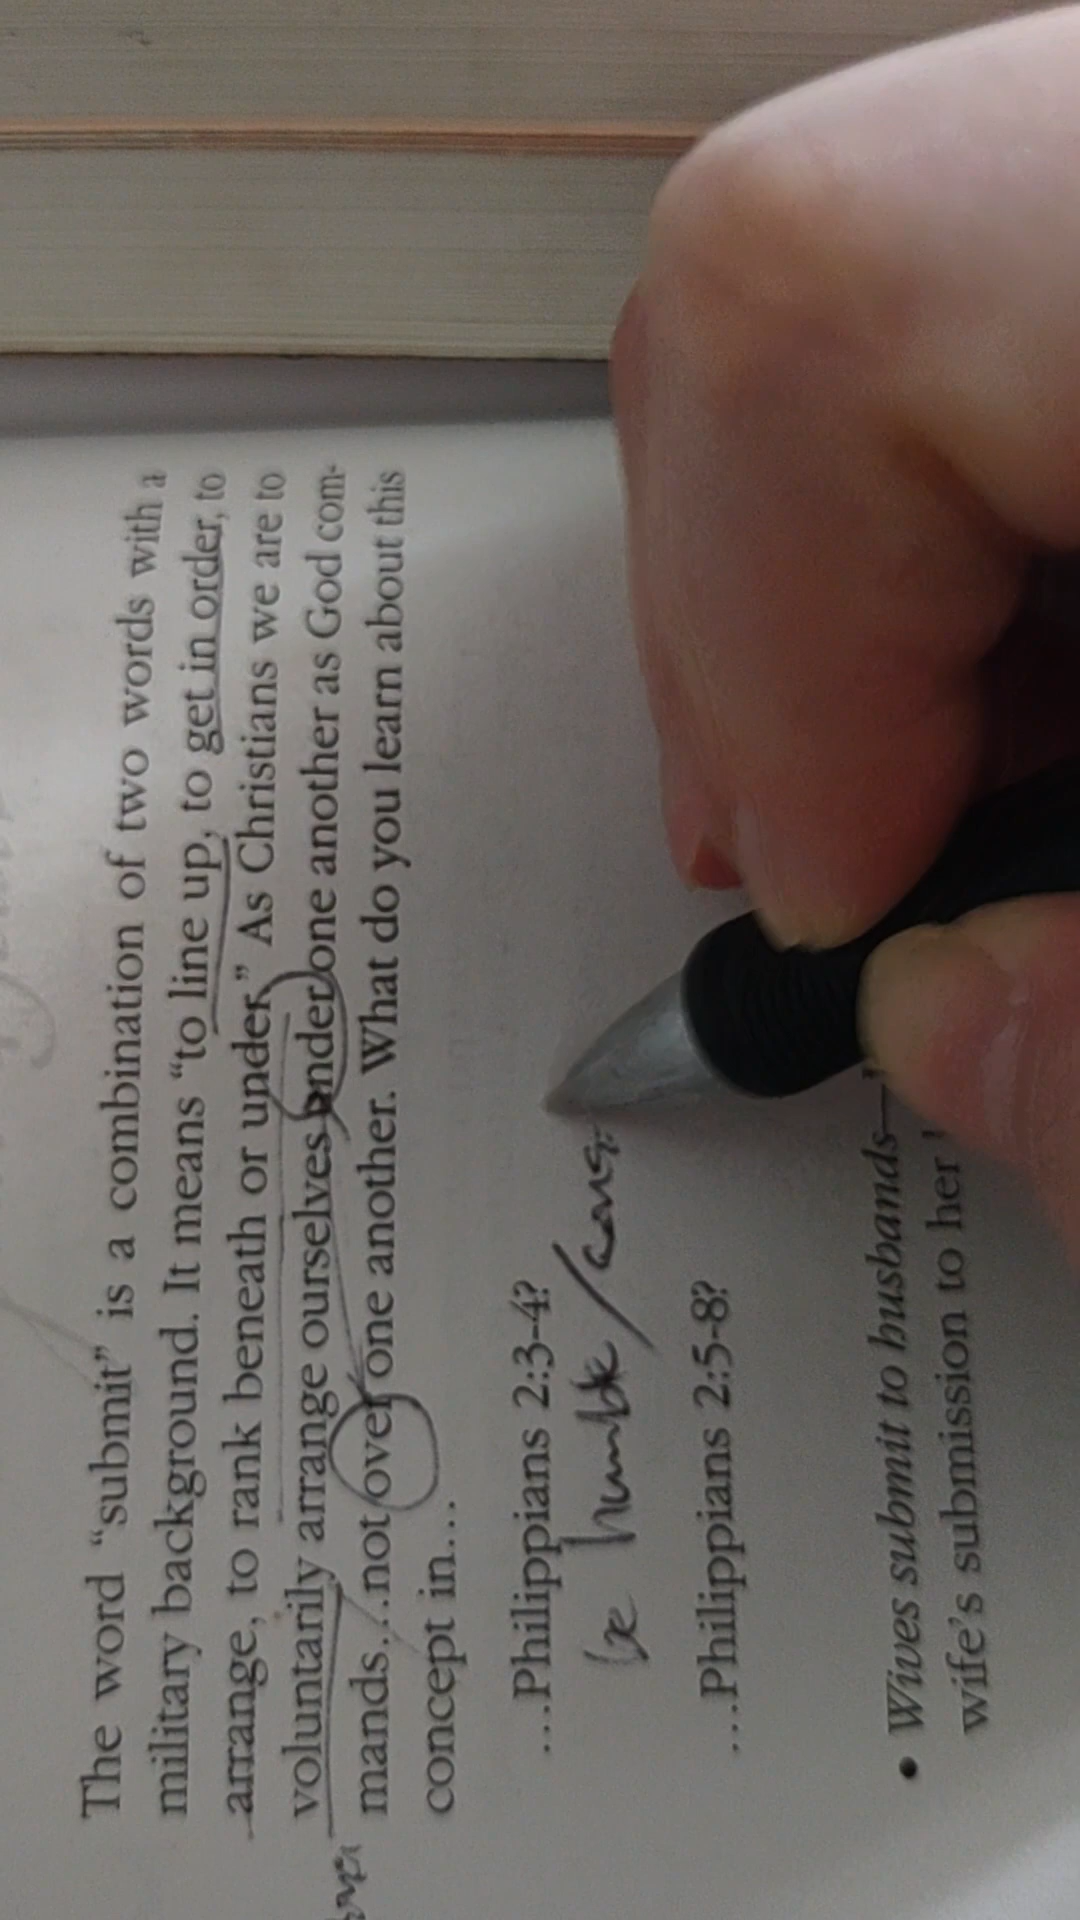 The word “submit” is a combination of two words with a
military background. It means “to line up, to get in order, to
arrange, to rank beneath or under.” As Christians we are to
voluntarily arrange ourselves under one another as God com-
mands…not over one another. What do you learn about this
concept in…
…Philippians 2:3-4?
be humble /
…Philippians 2:5-8?
• Wives submit to husbands—
wife's submission to her